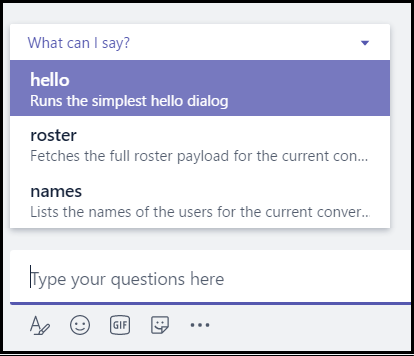 What can I say?
hello
Runs the simplest hello dialog
roster
Fetches the full roster payload for the current con...
names
Lists the names of the users for the current conver...
Type your questions here
GIF